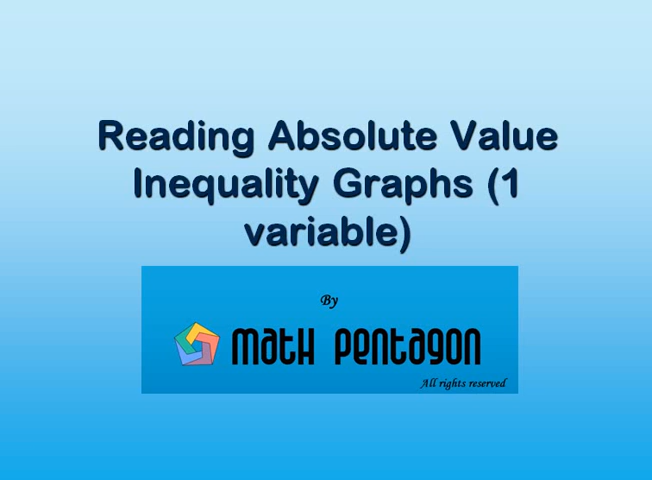 Reading Absolute Value
Inequality Graphs (1
variable)
By
math pentagon
All rights reserved